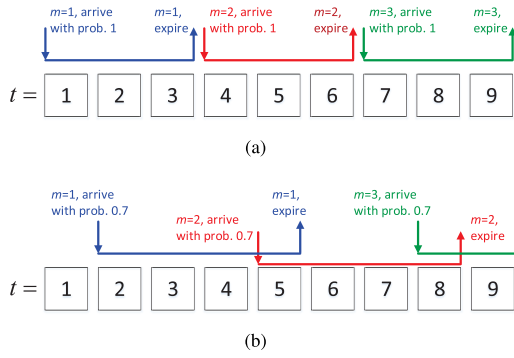 m=1, arrive m=1, m=2, arrive m=2, m=3, arrive m=3,
with prob. 1 expire with prob. 1 expire with prob. 1 expire
t = 1 2 3 4 5 6 7 8 9
(a)
m=1, arrive m=1, m=3, arrive
with prob. 0.7 expire with prob. 0.7
m=2, arrive m=2,
with prob. 0.7 expire
t = 1 2 3 4 5 6 7 8 9
(b)